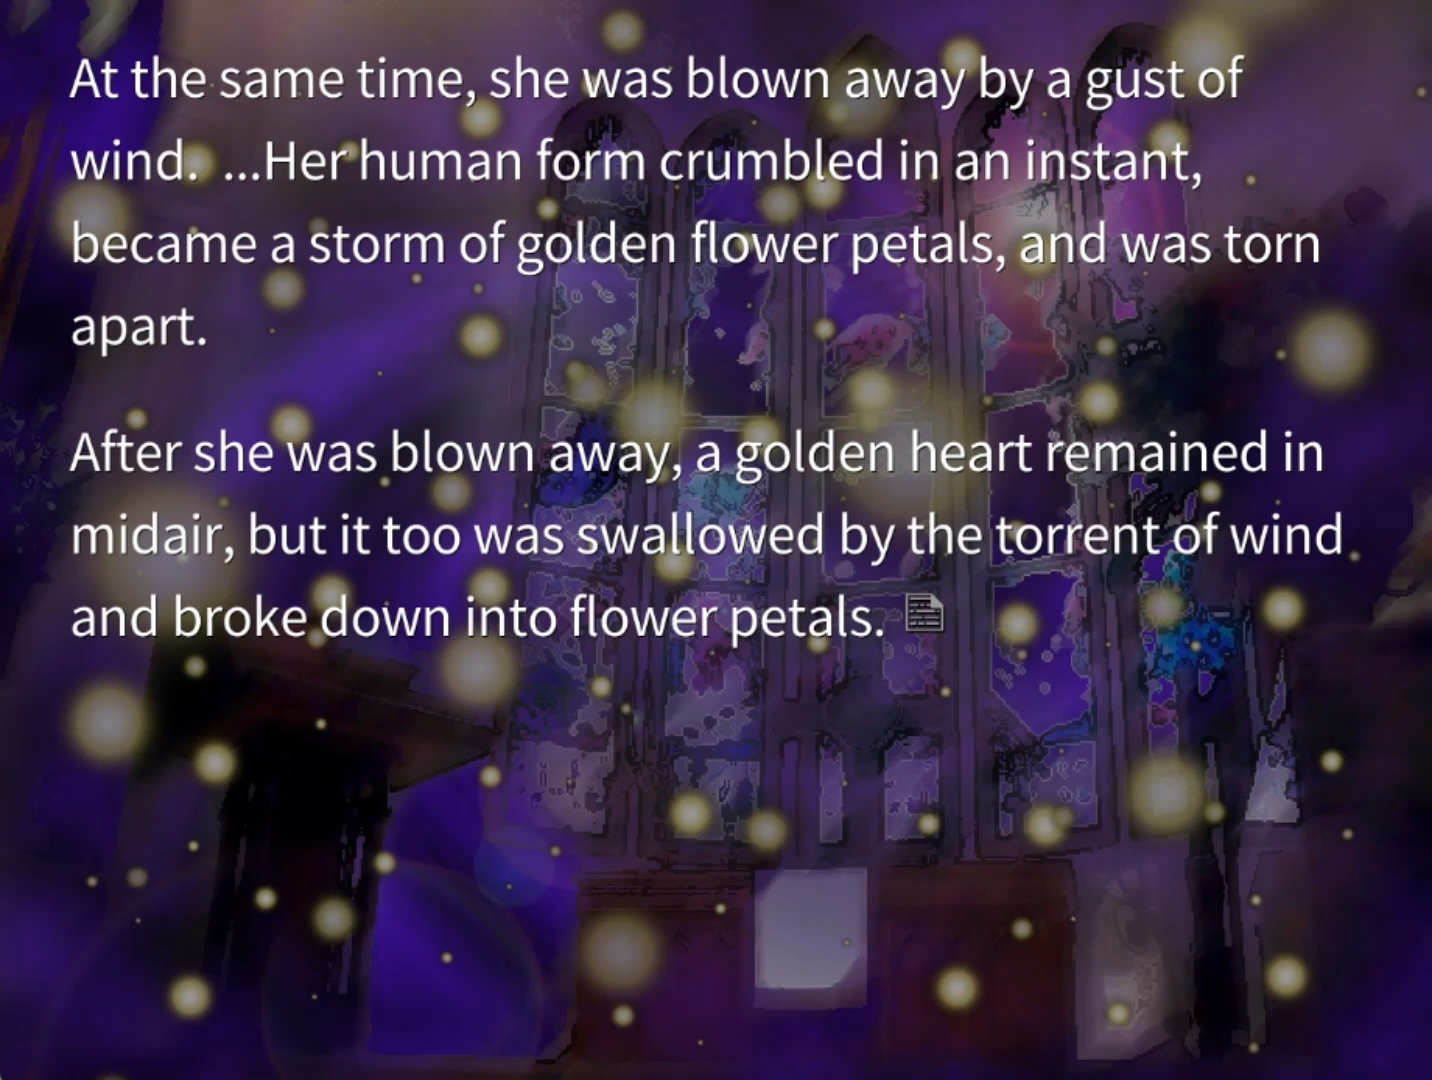 At the same time, she was blown away by a gust of
wind.  ...Her human form crumbled in an instant,
became a storm of golden flower petals, and was torn
apart.
After she was blown away, a golden heart remained in
midair, but it too was swallowed by the torrent of wind
and broke down into flower petals.